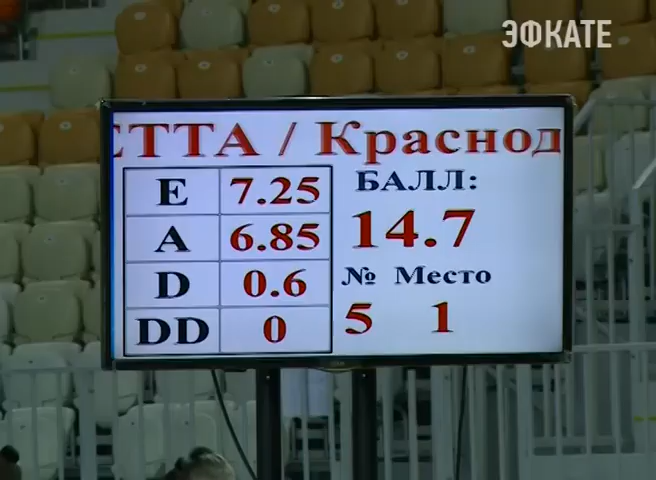 ЭФКАТЕ
ЕТТА / Краснод
E 7.25
A 6.85
D 0.6
DD 0
БАЛЛ:
14.7
№ Место
5 1